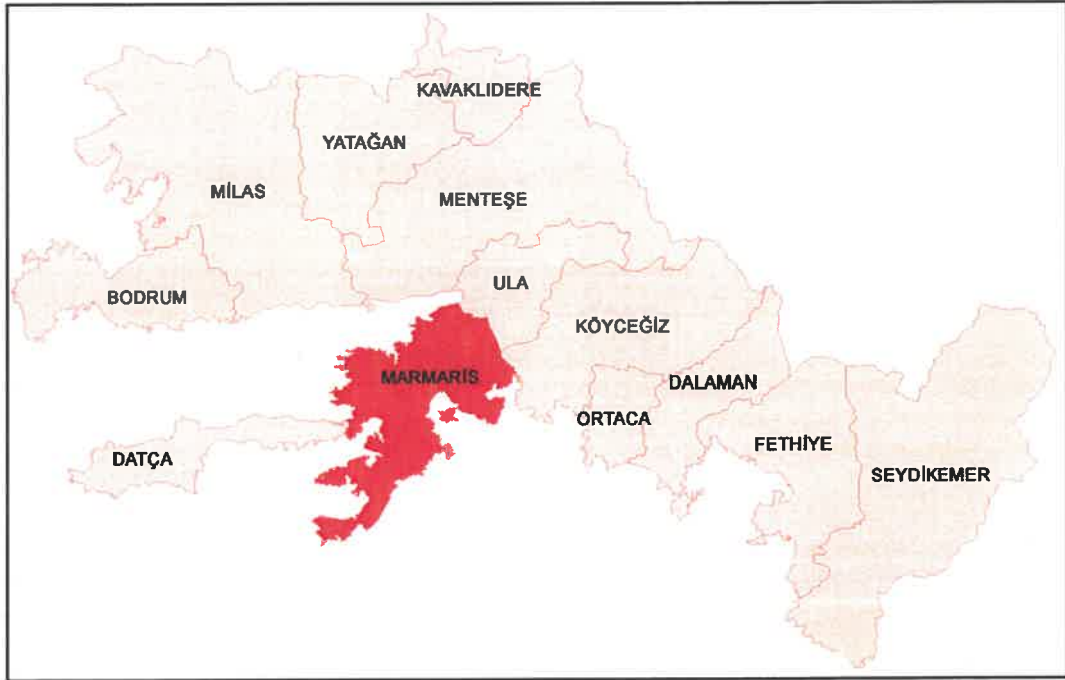 KAVAKLIDERE
YATAĞAN
MİLAS
MENTEŞE
ULA
BODRUM
KÖYCEĞİZ
MARMARİS
DALAMAN
ORTACA
FETHİYE
DATÇA
SEYDİKEMER